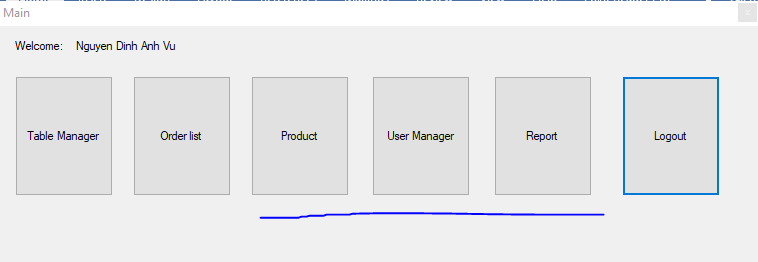 Main
Welcome: Nguyen Dinh Anh Vu
Table Manager
Order list
Product
User Manager
Report
Logout